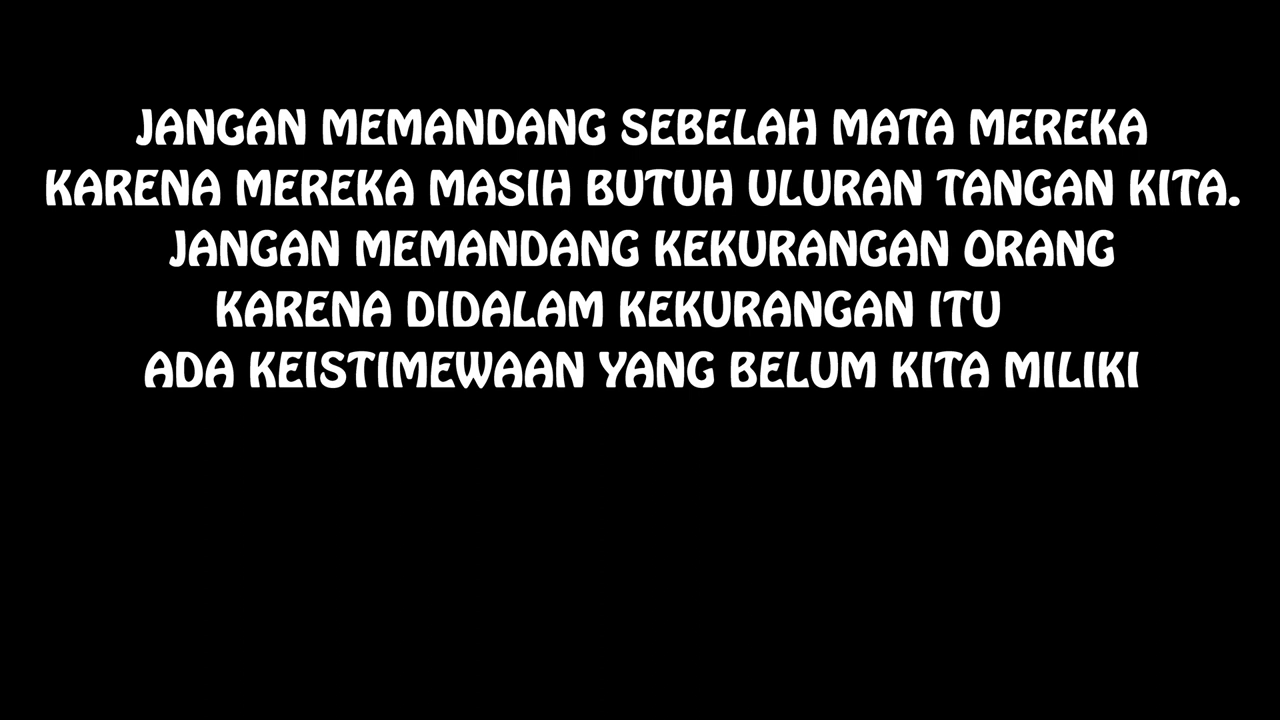 JANGAN MEMANDANG SEBELAH MATA MEREKA
KARENA MEREKA MASIH BUTUH ULURAN TANGAN KITA.
JANGAN MEMANDANG KEKURANGAN ORANG
KARENA DIDALAM KEKURANGAN ITU
ADA KEISTIMEWAAN YANG BELUM KITA MILIKI